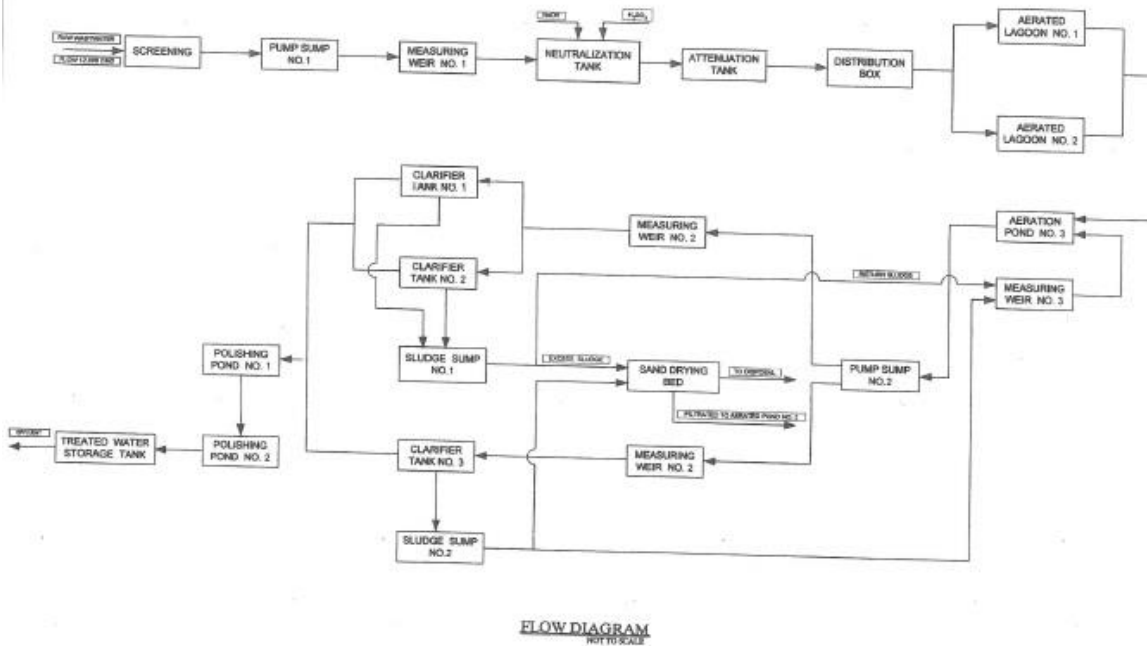 RAW WASTEWATER
SCREENING
PUMP SUMP
NO.1
MEASURING
WEIR NO. 1
NEUTRALIZATION
TANK
ATTENUATION
TANK
DISTRIBUTION
BOX
AERATED
LAGOON NO. 1
AERATED
LAGOON NO. 2
CLARIFIER
TANK NO. 1
MEASURING
WEIR NO. 2
AERATION
POND NO. 3
CLARIFIER
TANK NO. 2
RETURN SLUDGE
MEASURING
WEIR NO. 3
POLISHING
POND NO. 1
SLUDGE SUMP
NO.1
EXCESS SLUDGE
SAND DRYING
BED
TO DISPOSAL
PUMP SUMP
NO.2
FILTRATED TO AERATED POND NO.
EFFLUENT
TREATED WATER
STORAGE TANK
POLISHING
POND NO. 2
CLARIFIER
TANK NO. 3
MEASURING
WEIR NO. 2
SLUDGE SUMP
NO.2
FLOW DIAGRAM
NOT TO SCALE